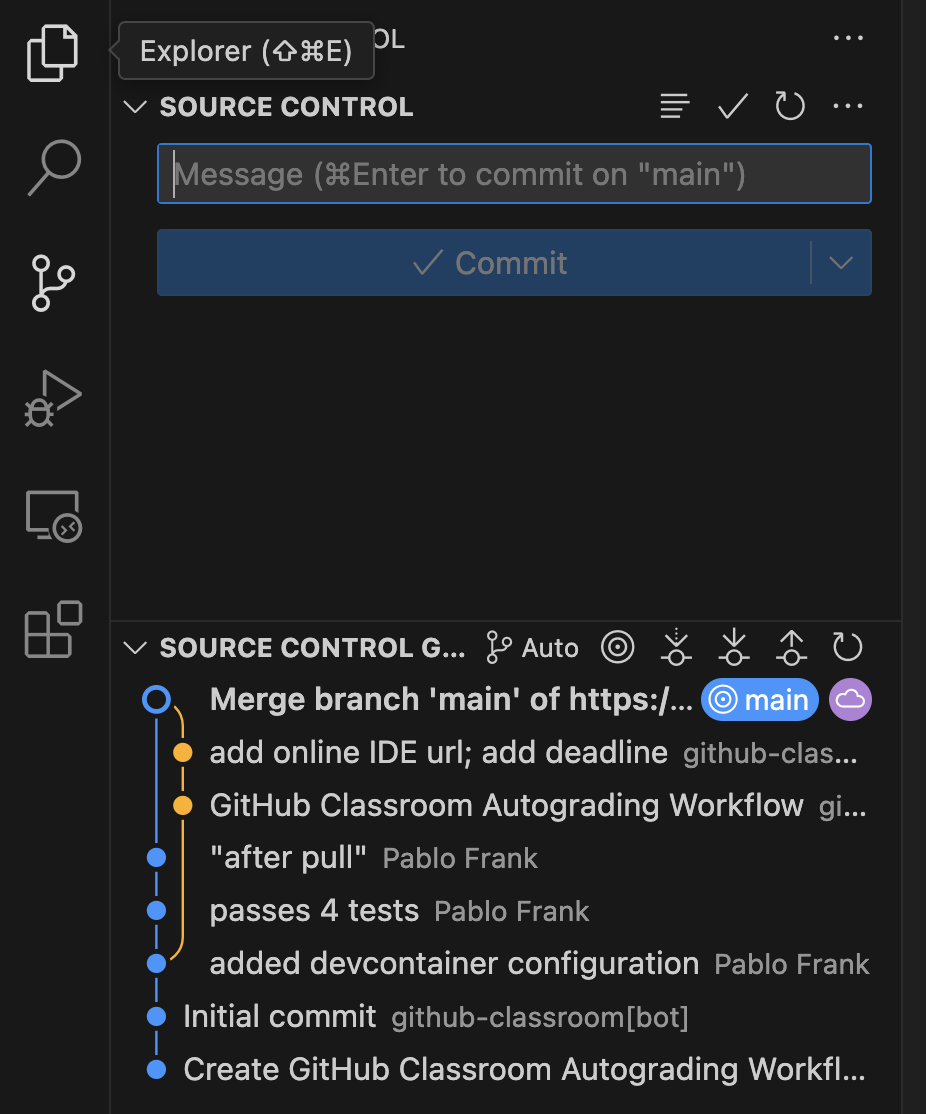 Explorer (⇧⌘E) OL
SOURCE CONTROL
Message (⌘Enter to commit on "main")
Commit
SOURCE CONTROL G... Auto
Merge branch 'main' of https:/... main
add online IDE url; add deadline github-clas...
GitHub Classroom Autograding Workflow gi...
"after pull" Pablo Frank
passes 4 tests Pablo Frank
added devcontainer configuration Pablo Frank
Initial commit github-classroom[bot]
Create GitHub Classroom Autograding Workfl...